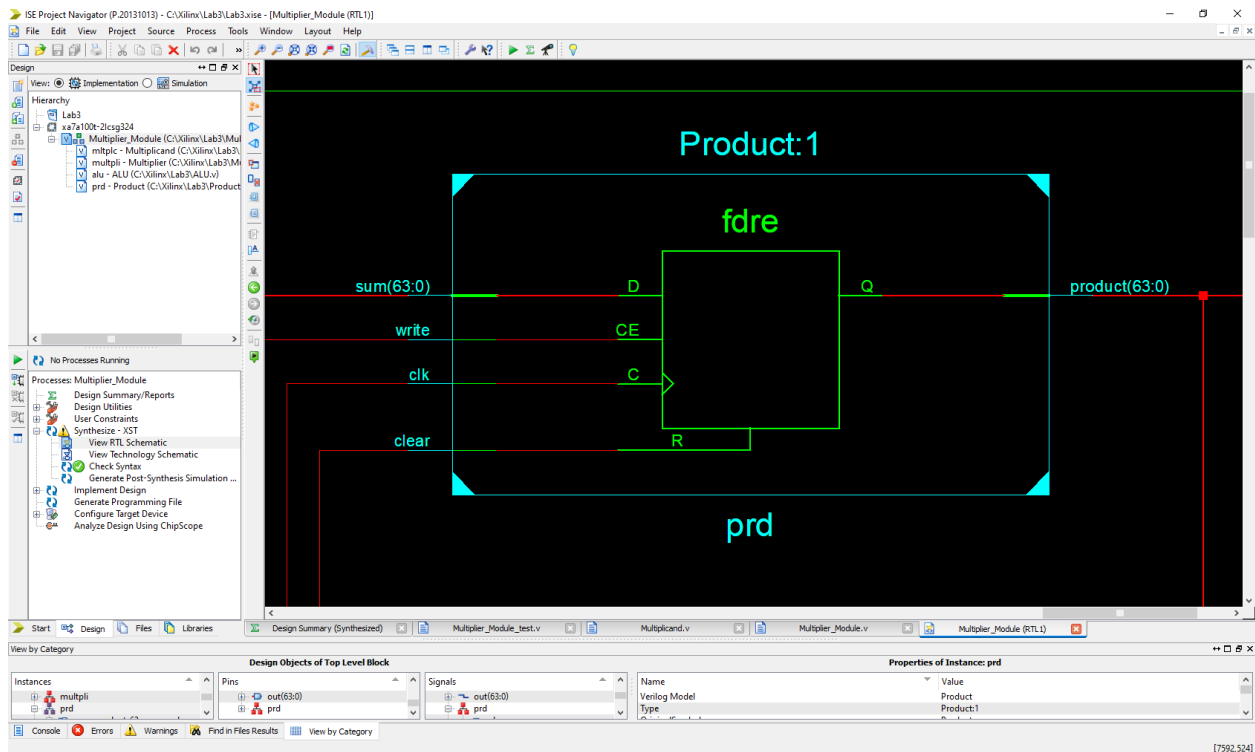 ISE Project Navigator (P.20131013) - C:\Xilinx\Lab3\Lab3.xise - [Multiplier_Module (RTL1)]
File Edit View Project Source Process Tools Window Layout Help
Design
View: Implementation Simulation
Hierarchy
Lab3
xa7a100t-2Icsg324
Multiplier_Module (C:\Xilinx\Lab3\Mul
mltplc - Multiplicand (C:\Xilinx\Lab3\
multpli - Multiplier (C:\Xilinx\Lab3\M
alu - ALU (C:\Xilinx\Lab3\ALU.v)
prd - Product (C:\Xilinx\Lab3\Product
No Processes Running
Processes: Multiplier_Module
Design Summary/Reports
Design Utilities
User Constraints
Synthesize - XST
View RTL Schematic
View Technology Schematic
Check Syntax
Generate Post-Synthesis Simulation ...
Implement Design
Generate Programming File
Configure Target Device
Analyze Design Using ChipScope
Product:1
fdre
sum(63:0)
D
Q
product(63:0)
write
CE
clk
C
clear
R
prd
Start Design Files Libraries
Design Summary (Synthesized) Multiplier_Module_test.v Multiplicand.v Multiplier_Module.v Multiplier_Module (RTL1)
View by Category
Design Objects of Top Level Block
Properties of Instance: prd
Instances
multpli
prd
Pins
out(63:0)
prd
Signals
out(63:0)
prd
Name Value
Verilog Model Product
Type Product:1
Console Errors Warnings Find in Files Results View by Category
[7592,524]